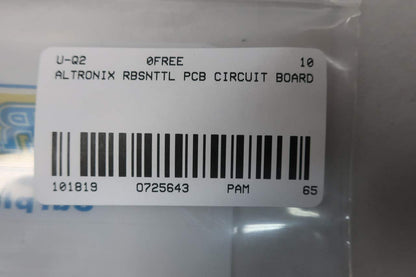 U-Q2 0FREE 10
ALTRONIX RBSNTTL PCB CIRCUIT BOARD
101819 0725643 PAM 65